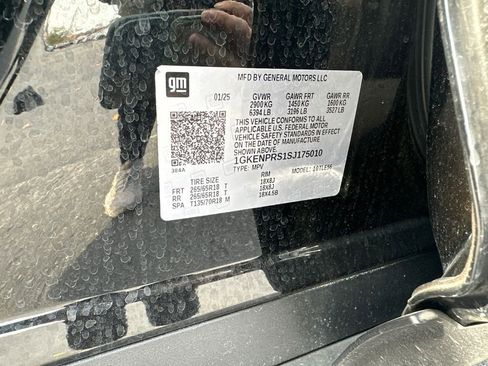 gm
MFD BY GENERAL MOTORS LLC
01/25 GVWR GAWR FRT GAWR RR
2900 KG 1450 KG 1600 KG
6394 LB 3196 LB 3527 LB
THIS VEHICLE CONFORMS TO ALL
APPLICABLE U.S. FEDERAL MOTOR
VEHICLE SAFETY STANDARDS IN EFFECT
ON THE DATE OF MANUFACTURE
SHOWN ABOVE.
1GKENPRS1SJ175010
384A TYPE: MPV MODEL:
TIRE SIZE RIM
FRT 265/65R18 T 18X8J
RR 265/65R18 T 18X8J
SPA T135/70R18 M 18X4.5B